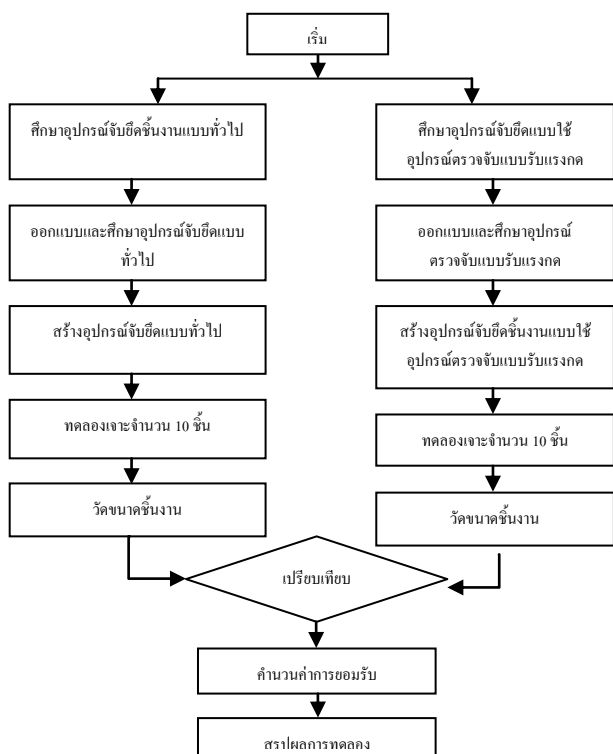 เริ่ม
ศึกษาอุปกรณ์จับยึดชิ้นงานแบบทั่วไป
ศึกษาอุปกรณ์จับยึดแบบใช้
อุปกรณ์ตรวจจับแบบรับแรงกด
ออกแบบและศึกษาอุปกรณ์จับยึดแบบ
ทั่วไป
ออกแบบและศึกษาอุปกรณ์
ตรวจจับแบบรับแรงกด
สร้างอุปกรณ์จับยึดแบบทั่วไป
สร้างอุปกรณ์จับยึดชิ้นงานแบบใช้
อุปกรณ์ตรวจจับแบบรับแรงกด
ทดลองเจาะจำนวน 10 ชิ้น
ทดลองเจาะจำนวน 10 ชิ้น
วัดขนาดชิ้นงาน
วัดขนาดชิ้นงาน
เปรียบเทียบ
คำนวนค่าการยอมรับ
สรุปผลการทดลอง